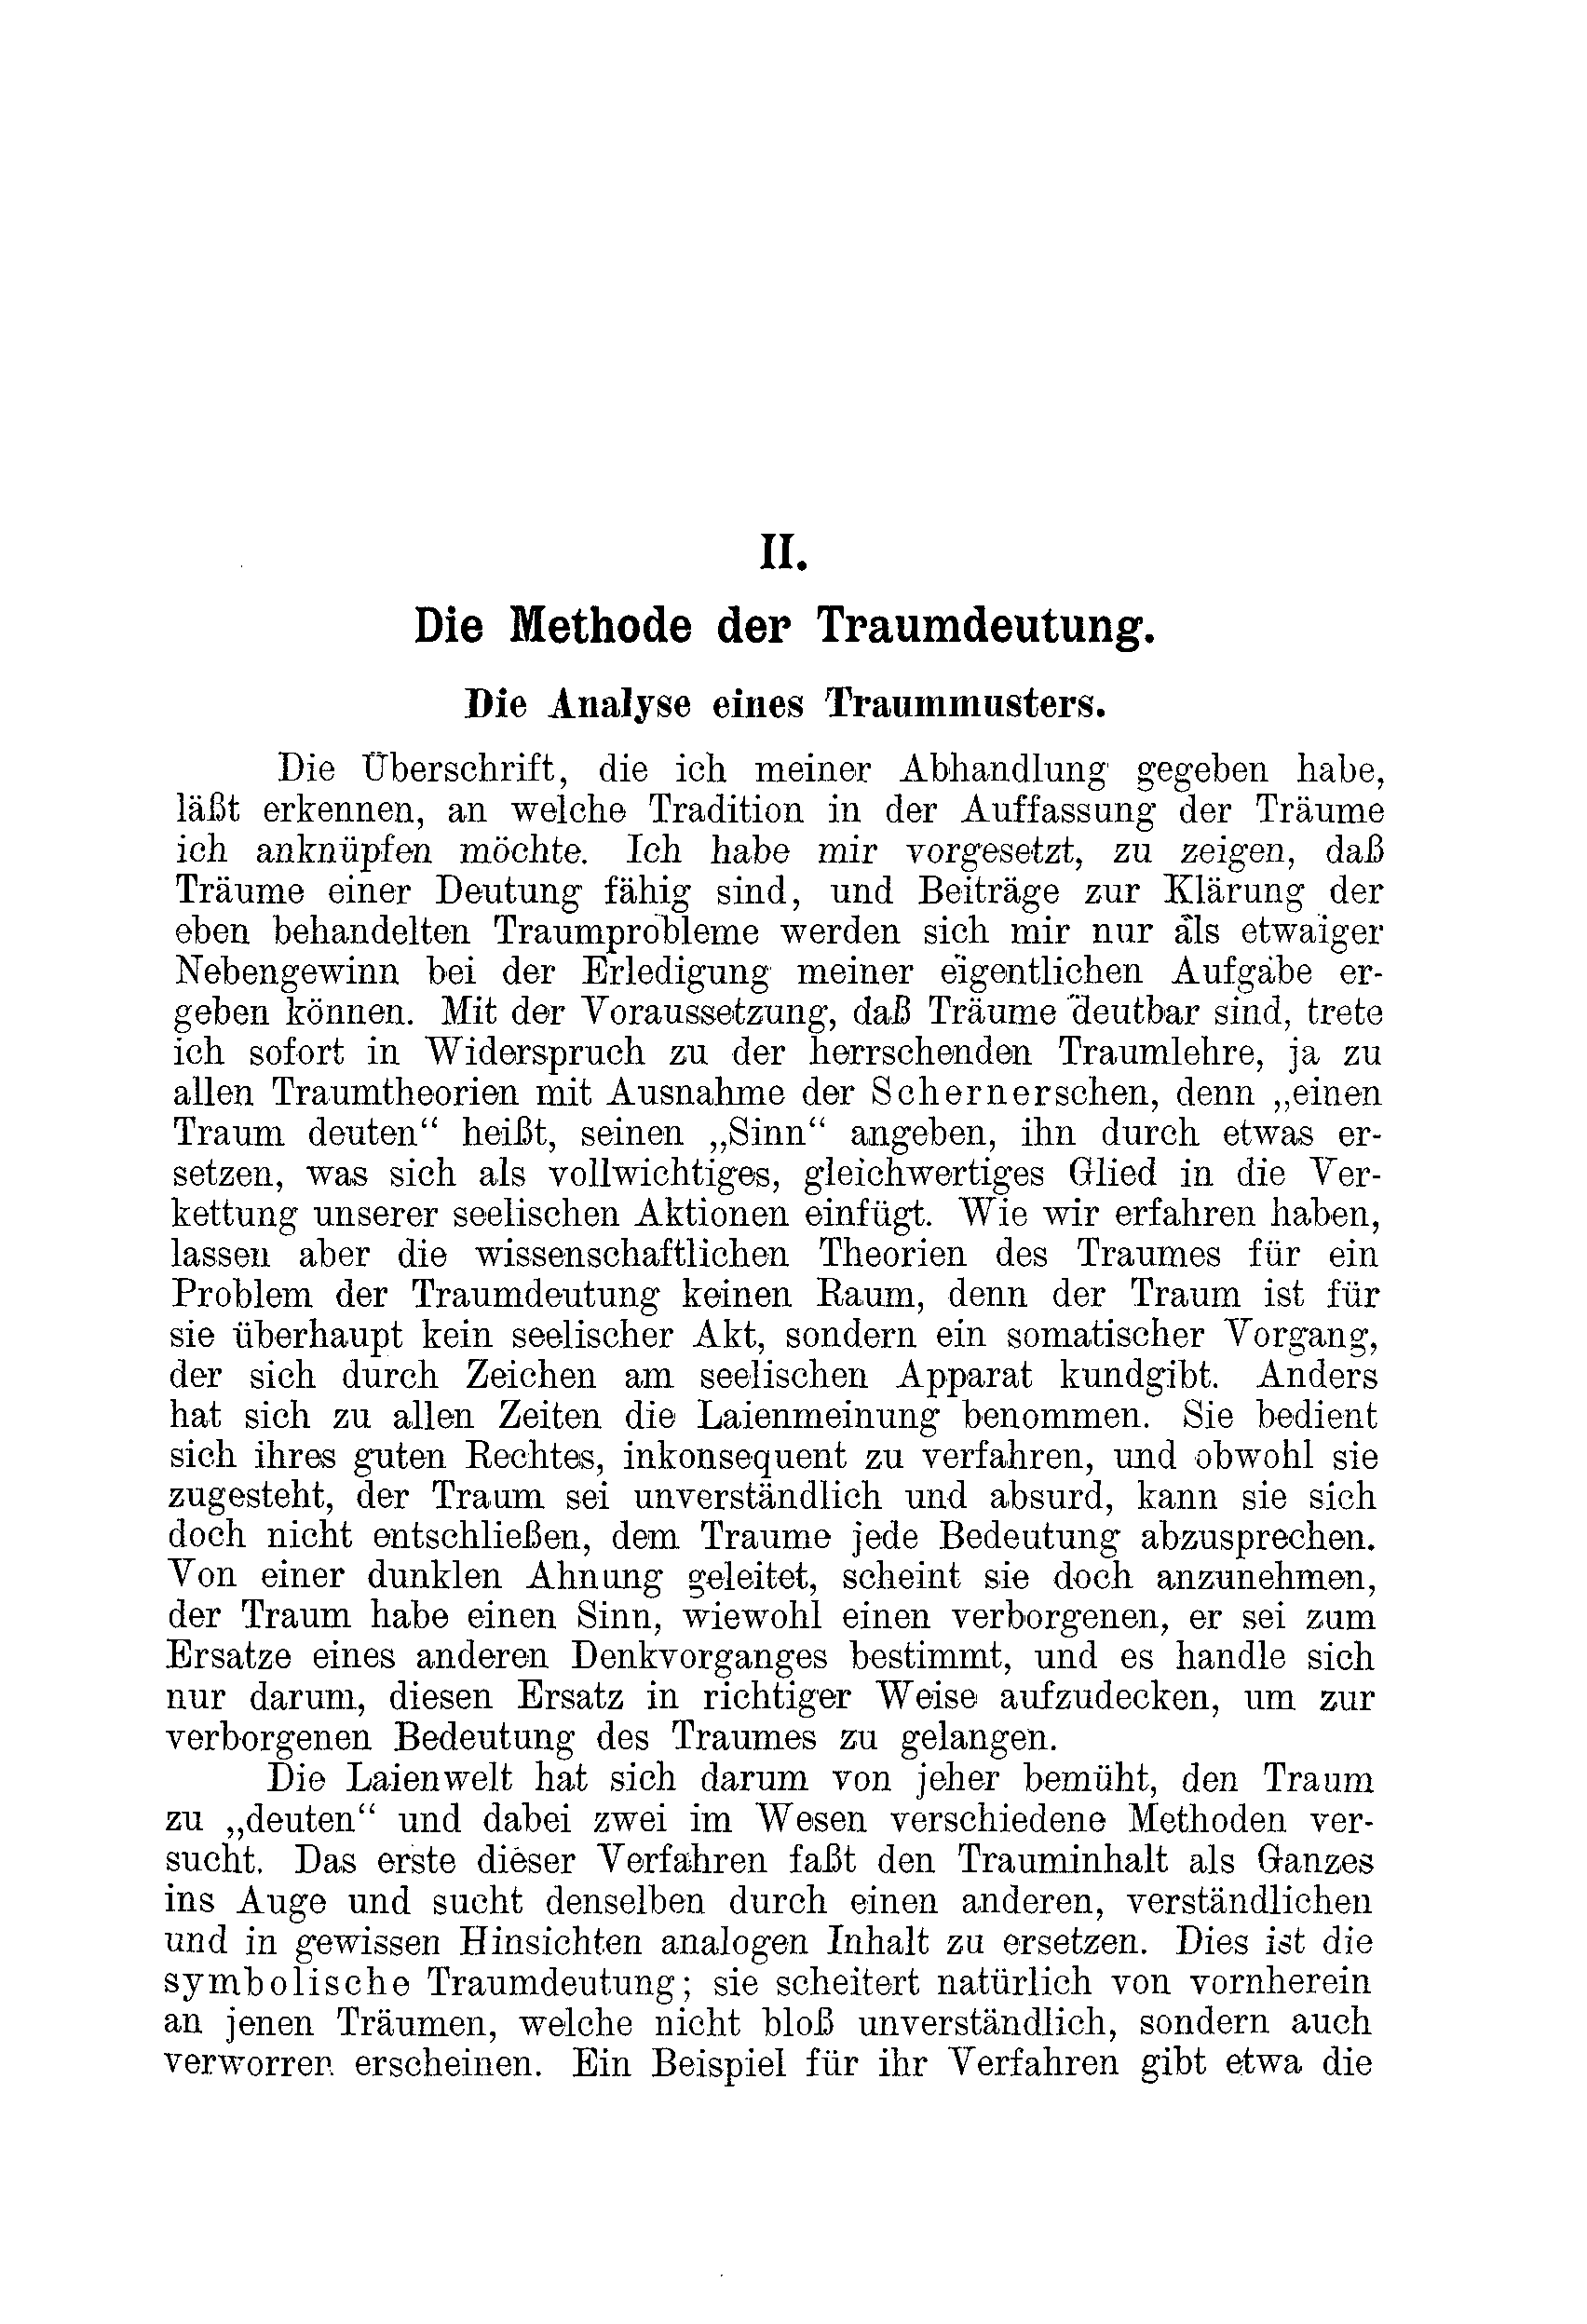 II.
Die Methode der Traumdeutung.
Die Analyse eines Traummusters.
Die Überschrift, die ich meiner Abhandlung gegeben habe,
läßt erkennen, an welche Tradition in der Auffassung der Träume
ich anknüpfen möchte. Ich habe mir vorgesetzt, zu zeigen, daß
Träume einer Deutung fähig sind, und Beiträge zur Klärung der
eben behandelten Traumprobleme werden sich mir nur als etwaiger
Nebengewinn bei der Erledigung meiner eigentlichen Aufgabe er-
geben können. Mit der Voraussetzung, daß Träume deutbar sind, trete
ich sofort in Widerspruch zu der herrschenden Traumlehre, ja zu
allen Traumtheorien mit Ausnahme der Schernerschen, denn „einen
Traum deuten“ heißt, seinen „Sinn“ angeben, ihn durch etwas er-
setzen, was sich als vollwichtiges, gleichwertiges Glied in die Ver-
kettung unserer seelischen Aktionen einfügt. Wie wir erfahren haben,
lassen aber die wissenschaftlichen Theorien des Traumes für ein
Problem der Traumdeutung keinen Raum, denn der Traum ist für
sie überhaupt kein seelischer Akt, sondern ein somatischer Vorgang,
der sich durch Zeichen am seelischen Apparat kundgibt. Anders
hat sich zu allen Zeiten die Laienmeinung benommen. Sie bedient
sich ihres guten Rechtes, inkonsequent zu verfahren, und obwohl sie
zugesteht, der Traum sei unverständlich und absurd, kann sie sich
doch nicht entschließen, dem Traume jede Bedeutung abzusprechen.
Von einer dunklen Ahnung geleitet, scheint sie doch anzunehmen,
der Traum habe einen Sinn, wiewohl einen verborgenen, er sei zum
Ersatze eines anderen Denkvorganges bestimmt, und es handle sich
nur darum, diesen Ersatz in richtiger Weise aufzudecken, um zur
verborgenen Bedeutung des Traumes zu gelangen.
Die Laienwelt hat sich darum von jeher bemüht, den Traum
zu „deuten“ und dabei zwei im Wesen verschiedene Methoden ver-
sucht. Das erste dieser Verfahren faßt den Trauminhalt als Ganzes
ins Auge und sucht denselben durch einen anderen, verständlichen
und in gewissen Hinsichten analogen Inhalt zu ersetzen. Dies ist die
symbolische Traumdeutung; sie scheitert natürlich von vornherein
an jenen Träumen, welche nicht bloß unverständlich, sondern auch
verworren erscheinen. Ein Beispiel für ihr Verfahren gibt etwa die